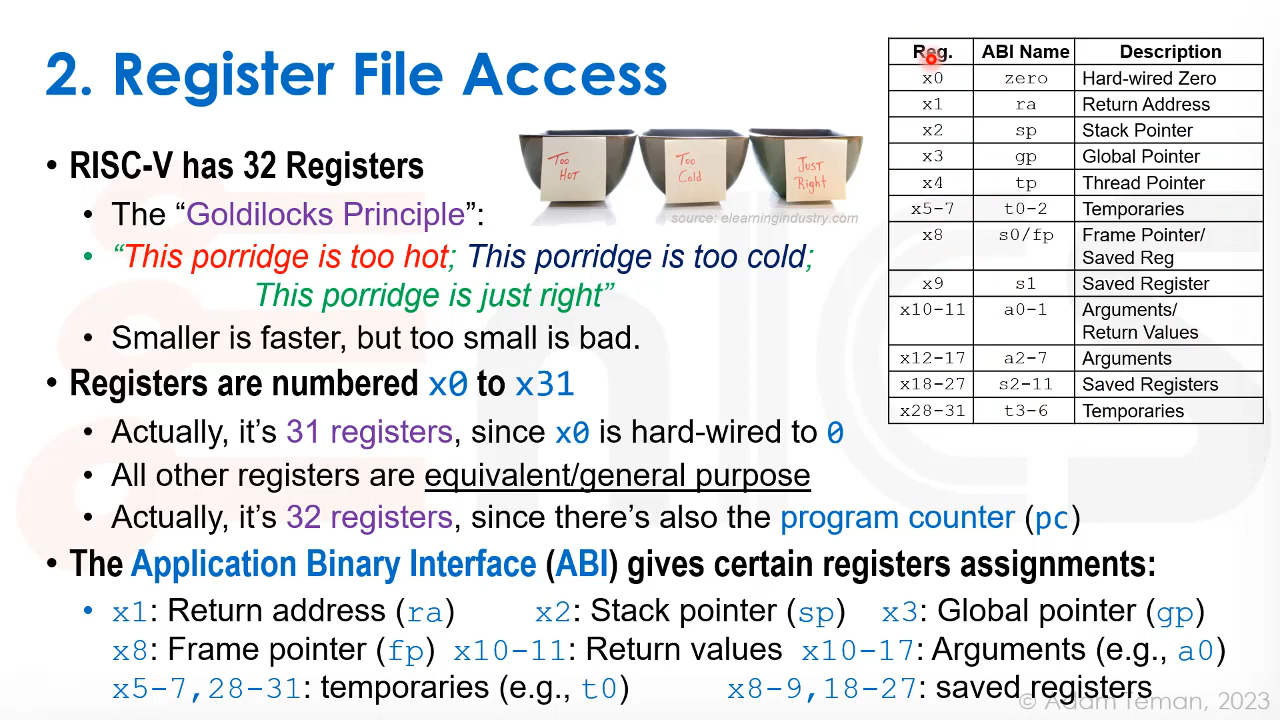 2. Register File Access
• RISC-V has 32 Registers
• The “Goldilocks Principle”:
• “This porridge is too hot; This porridge is too cold;
This porridge is just right”
• Smaller is faster, but too small is bad.
Too
Hot
Too
Cold
Just
Right
source: elearningindustry.com
• Registers are numbered x0 to x31
• Actually, it’s 31 registers, since x0 is hard-wired to 0
• All other registers are equivalent/general purpose
• Actually, it’s 32 registers, since there’s also the program counter (pc)
• The Application Binary Interface (ABI) gives certain registers assignments:
• x1: Return address (ra) x2: Stack pointer (sp) x3: Global pointer (gp)
x8: Frame pointer (fp) x10-11: Return values x10-17: Arguments (e.g., a0)
x5-7,28-31: temporaries (e.g., t0) x8-9,18-27: saved registers
Reg. ABI Name Description
x0 zero Hard-wired Zero
x1 ra Return Address
x2 sp Stack Pointer
x3 gp Global Pointer
x4 tp Thread Pointer
x5-7 t0-2 Temporaries
x8 s0/fp Frame Pointer/
Saved Reg
x9 s1 Saved Register
x10-11 a0-1 Arguments/
Return Values
x12-17 a2-7 Arguments
x18-27 s2-11 Saved Registers
x28-31 t3-6 Temporaries
© Adam Teman, 2023